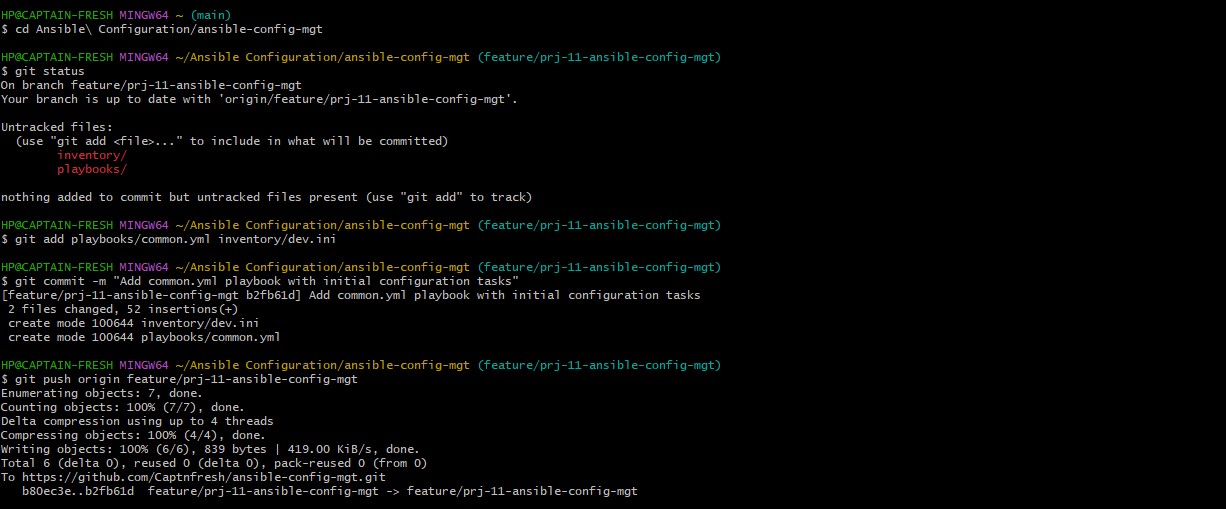 HP@CAPTAIN-FRESH MINGW64 ~ (main)
$ cd Ansible\ Configuration/ansible-config-mgt
HP@CAPTAIN-FRESH MINGW64 ~/Ansible Configuration/ansible-config-mgt (feature/prj-11-ansible-config-mgt)
$ git status
On branch feature/prj-11-ansible-config-mgt
Your branch is up to date with 'origin/feature/prj-11-ansible-config-mgt'.
Untracked files:
(use "git add <file>..." to include in what will be committed)
inventory/
playbooks/
nothing added to commit but untracked files present (use "git add" to track)
HP@CAPTAIN-FRESH MINGW64 ~/Ansible Configuration/ansible-config-mgt (feature/prj-11-ansible-config-mgt)
$ git add playbooks/common.yml inventory/dev.ini
HP@CAPTAIN-FRESH MINGW64 ~/Ansible Configuration/ansible-config-mgt (feature/prj-11-ansible-config-mgt)
$ git commit -m "Add common.yml playbook with initial configuration tasks"
[feature/prj-11-ansible-config-mgt b2fb61d] Add common.yml playbook with initial configuration tasks
2 files changed, 52 insertions(+)
create mode 100644 inventory/dev.ini
create mode 100644 playbooks/common.yml
HP@CAPTAIN-FRESH MINGW64 ~/Ansible Configuration/ansible-config-mgt (feature/prj-11-ansible-config-mgt)
$ git push origin feature/prj-11-ansible-config-mgt
Enumerating objects: 7, done.
Counting objects: 100% (7/7), done.
Delta compression using up to 4 threads
Compressing objects: 100% (4/4), done.
Writing objects: 100% (6/6), 839 bytes | 419.00 KiB/s, done.
Total 6 (delta 0), reused 0 (delta 0), pack-reused 0 (from 0)
To https://github.com/Captnfresh/ansible-config-mgt.git
b80ec3e..b2fb61d  feature/prj-11-ansible-config-mgt -> feature/prj-11-ansible-config-mgt